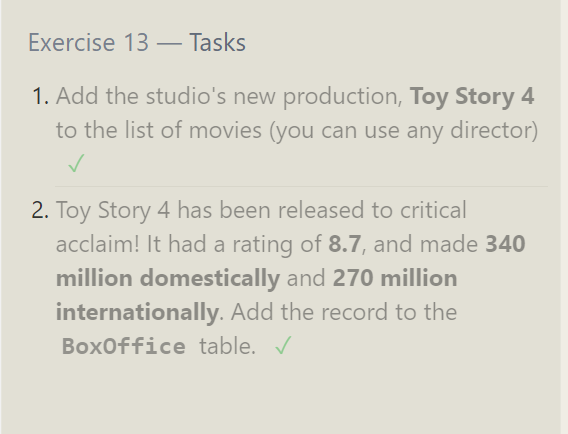 Exercise 13 — Tasks
1. Add the studio's new production, Toy Story 4
to the list of movies (you can use any director)
✓
2. Toy Story 4 has been released to critical
acclaim! It had a rating of 8.7, and made 340
million domestically and 270 million
internationally. Add the record to the
BoxOffice table. ✓